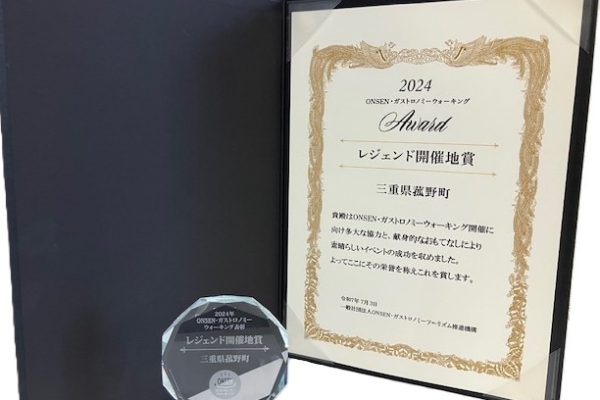 2024
ONSEN・ガストロノミーウォーキング
Award
レジェンド開催地賞
三重県菰野町
貴殿はONSEN・ガストロノミーウォーキング開催に
向け多大な協力と、献身的なおもてなしにより
素晴らしいイベントの成功を収めました。
よってここにその栄誉を称えこれを賞します。
令和7年7月3日
一般社団法人ONSEN・ガストロノミーツーリズム推進機構
2024年
ONSEN・ガストロノミー
ウォーキング表彰
レジェンド開催地賞
三重県菰野町
ONSEN